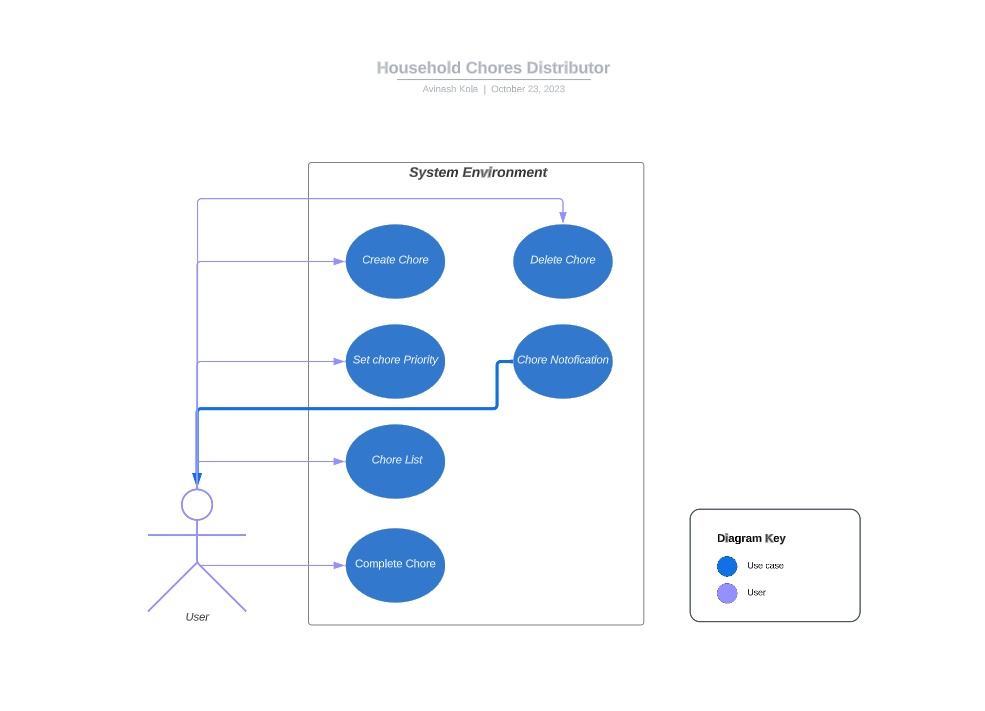 Household Chores Distributor
Avinash Kola | October 23, 2023
System Environment
Create Chore
Delete Chore
Set chore Priority
Chore Notofication
Chore List
Complete Chore
User
Diagram Key
Use case
User